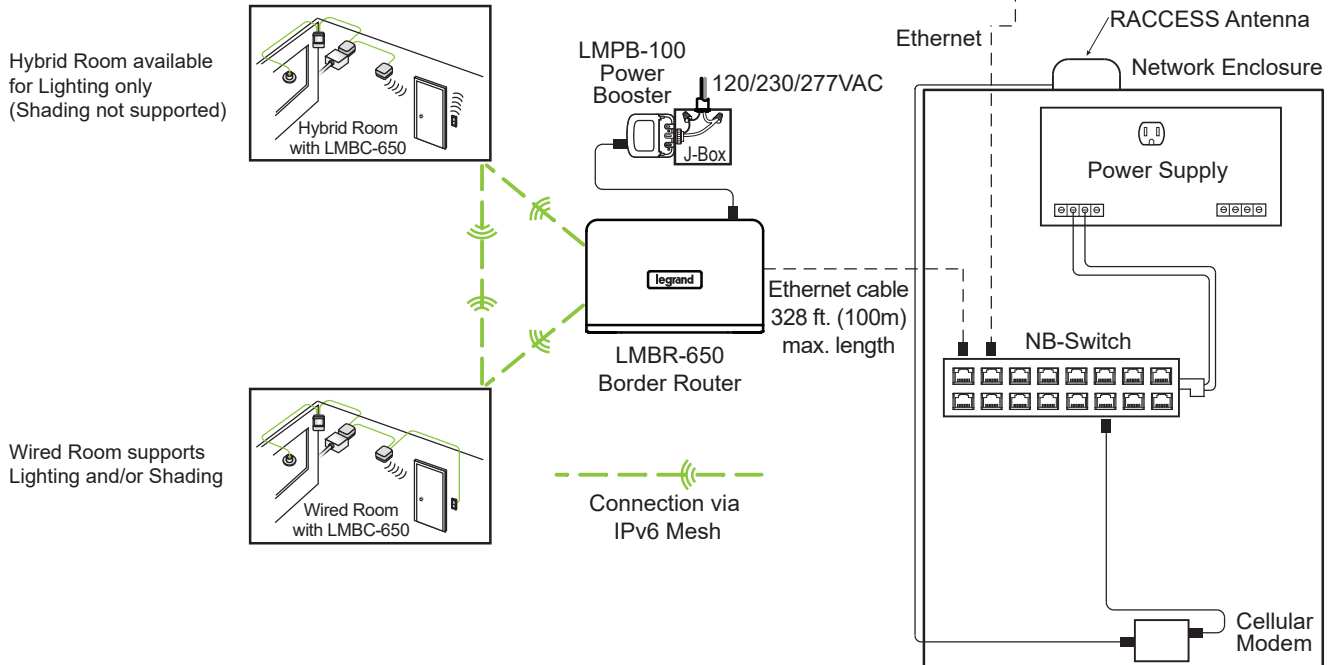 Hybrid Room available
for Lighting only
(Shading not supported)
Hybrid Room
with LMBC-650
LMPB-100
Power
Booster
120/230/277VAC
J-Box
Ethernet
RACCESS Antenna
Network Enclosure
Power Supply
legrand
LMBR-650
Border Router
Ethernet cable
328 ft. (100m)
max. length
NB-Switch
Wired Room supports
Lighting and/or Shading
Wired Room
with LMBC-650
Connection via
IPv6 Mesh
Cellular
Modem